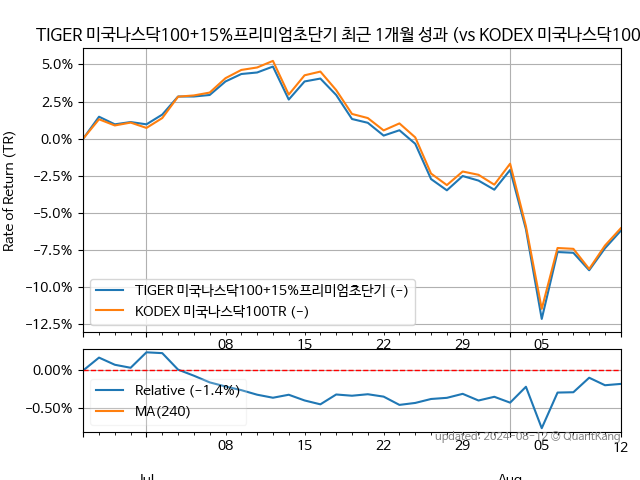 TIGER 미국나스닥100+15%프리미엄초단기 최근 1개월 성과 (vs KODEX 미국나스닥100
5.0%
2.5%
0.0%
−2.5%
−5.0%
−7.5%
−10.0%
−12.5%
Rate of Return (TR)
TIGER 미국나스닥100+15%프리미엄초단기 (-)
KODEX 미국나스닥100TR (-)
08 15 22 29 05
0.00%
−0.50%
Relative (-1.4%)
MA(240)
updated: 2024-08-12 © QuantKang
08 15 22 29 05 12
Jul Aug